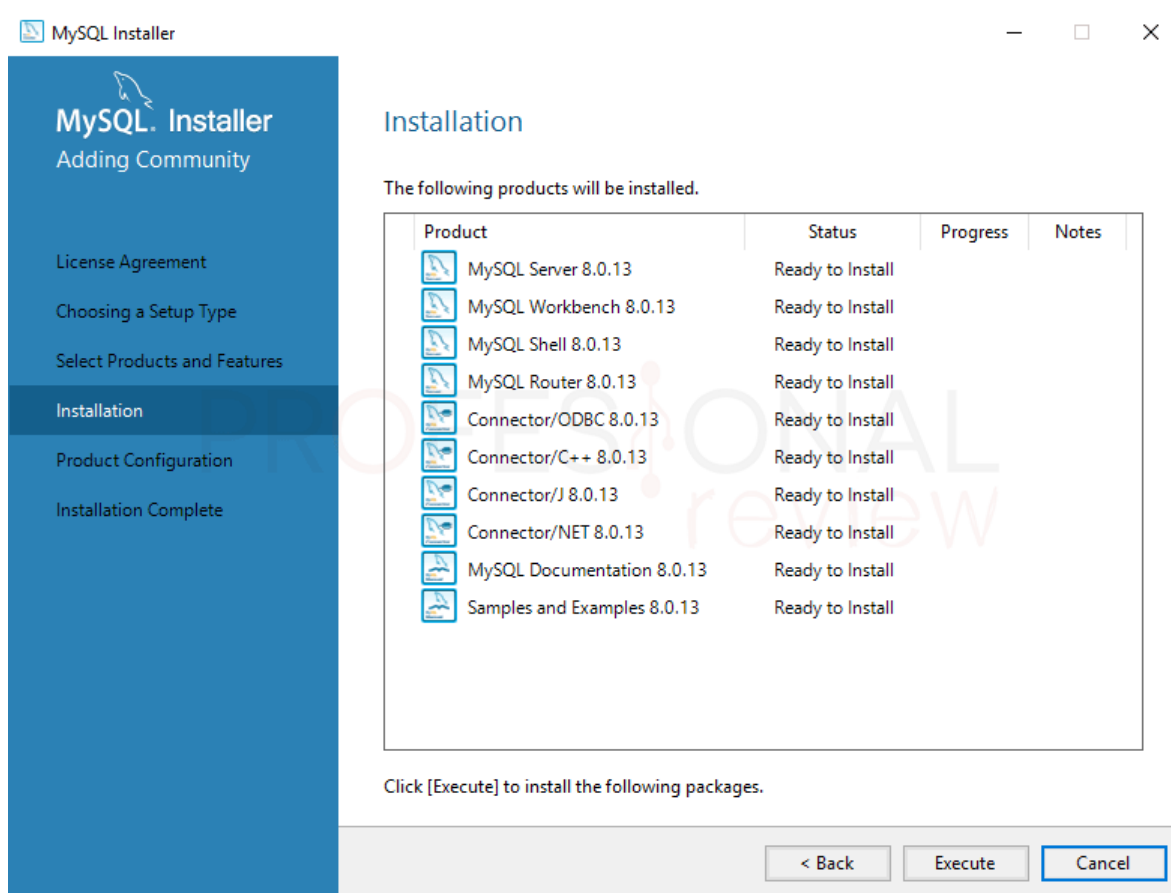 MySQL Installer
MySQL. Installer
Adding Community
License Agreement
Choosing a Setup Type
Select Products and Features
Installation
Product Configuration
Installation Complete
Installation
The following products will be installed.
Product Status Progress Notes
MySQL Server 8.0.13 Ready to Install
MySQL Workbench 8.0.13 Ready to Install
MySQL Shell 8.0.13 Ready to Install
MySQL Router 8.0.13 Ready to Install
Connector/ODBC 8.0.13 Ready to Install
Connector/C++ 8.0.13 Ready to Install
Connector/J 8.0.13 Ready to Install
Connector/NET 8.0.13 Ready to Install
MySQL Documentation 8.0.13 Ready to Install
Samples and Examples 8.0.13 Ready to Install
PROFESIONAL
review
Click [Execute] to install the following packages.
< Back Execute Cancel